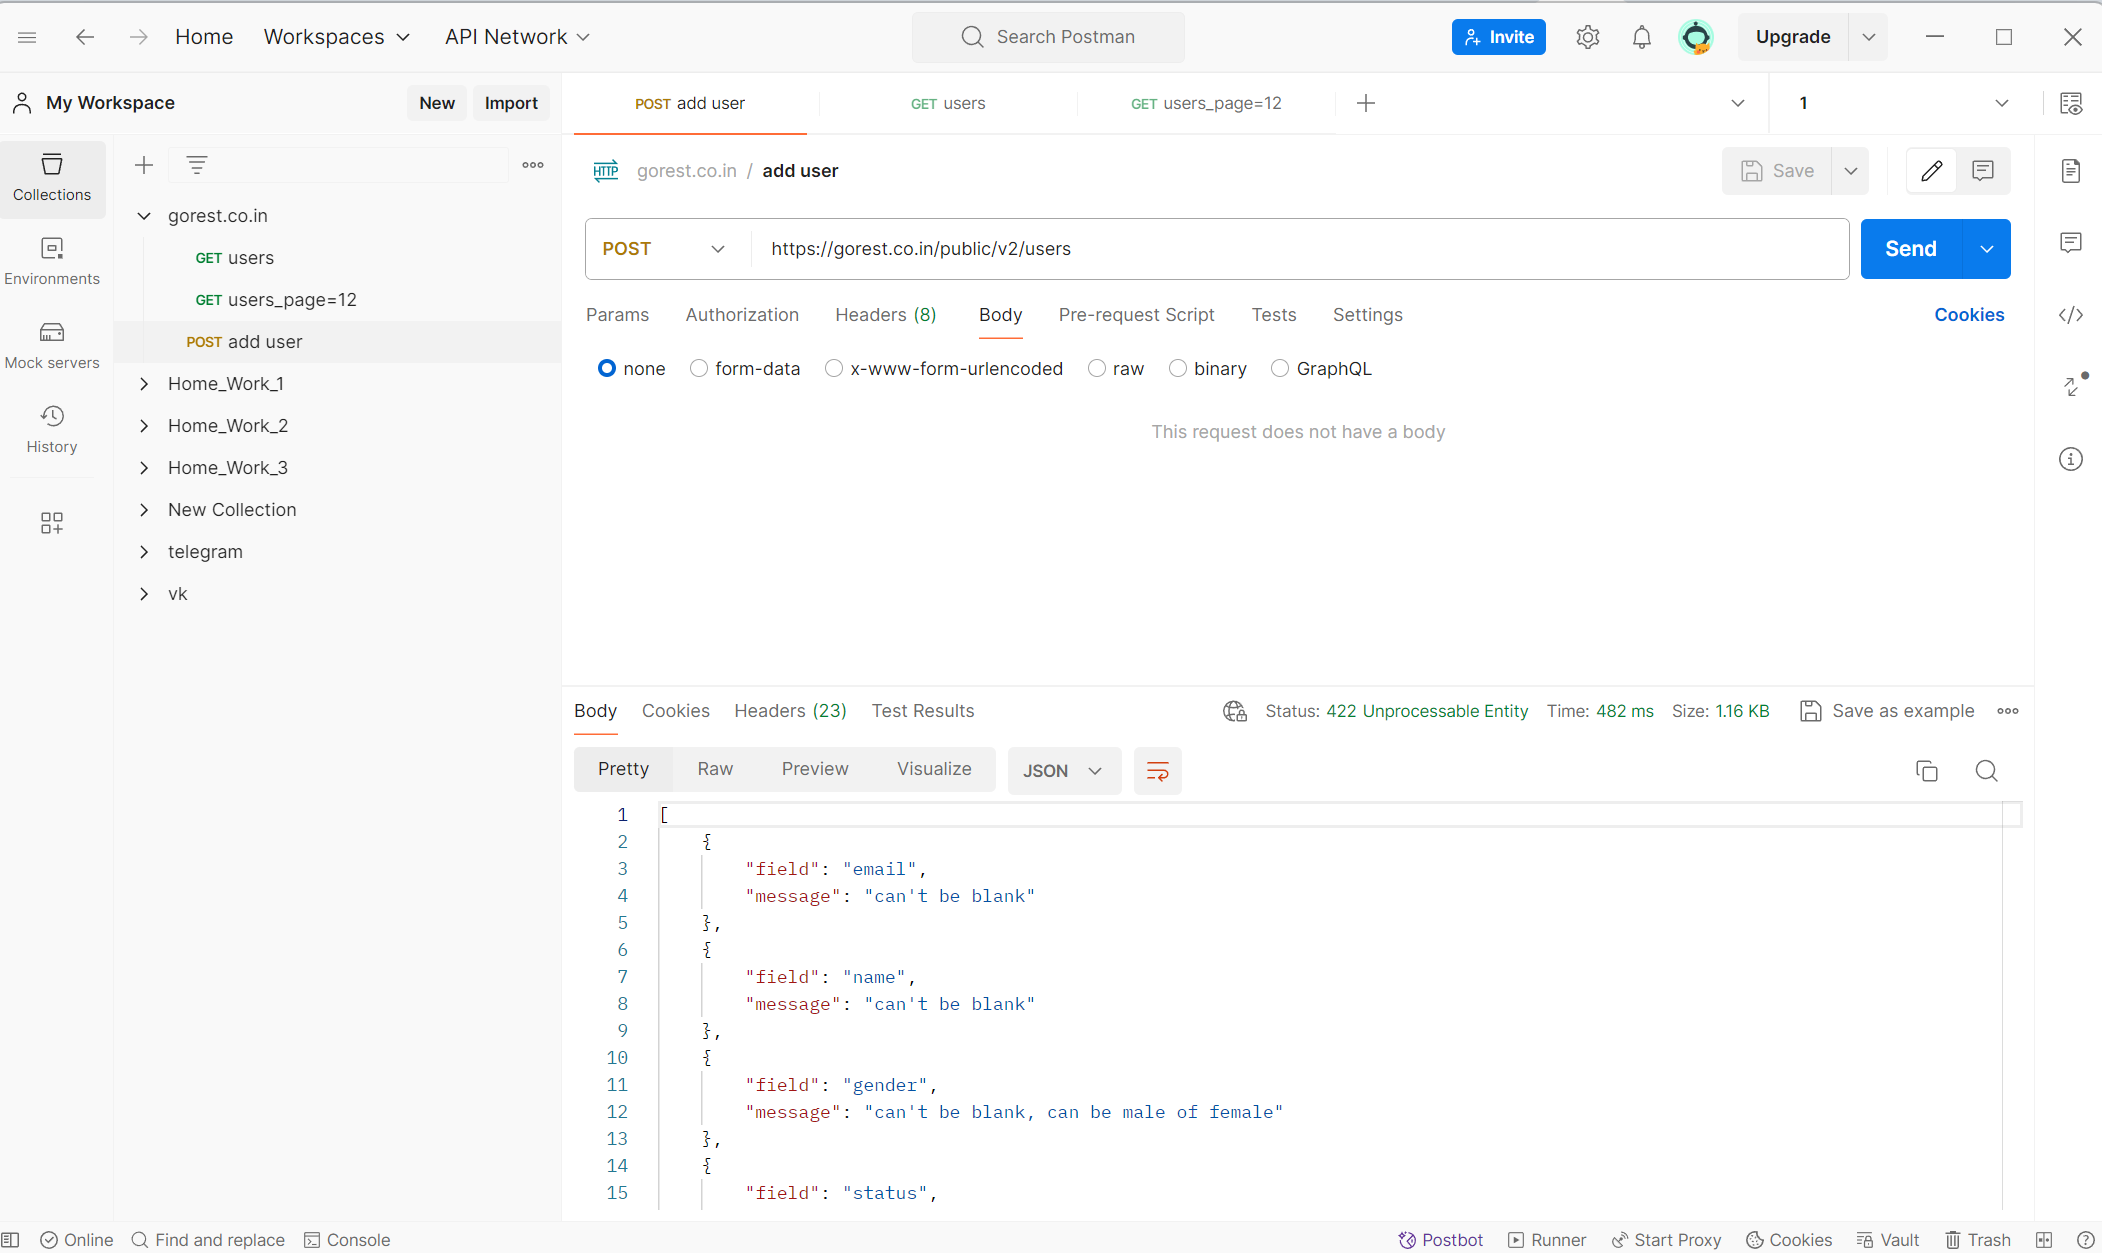 Home Workspaces API Network Search Postman Invite Upgrade
My Workspace New Import POST add user GET users GET users_page=12 1
Collections
Environments
Mock servers
History
gorest.co.in
GET users
GET users_page=12
POST add user
Home_Work_1
Home_Work_2
Home_Work_3
New Collection
telegram
vk
HTTP gorest.co.in / add user Save
POST https://gorest.co.in/public/v2/users Send
Params Authorization Headers (8) Body Pre-request Script Tests Settings Cookies
none form-data x-www-form-urlencoded raw binary GraphQL
This request does not have a body
Body Cookies Headers (23) Test Results Status: 422 Unprocessable Entity Time: 482 ms Size: 1.16 KB Save as example
Pretty Raw Preview Visualize JSON
1 [
2 {
3 "field": "email",
4 "message": "can't be blank"
5 },
6 {
7 "field": "name",
8 "message": "can't be blank"
9 },
10 {
11 "field": "gender",
12 "message": "can't be blank, can be male of female"
13 },
14 {
15 "field": "status",
Online Find and replace Console Postbot Runner Start Proxy Cookies Vault Trash